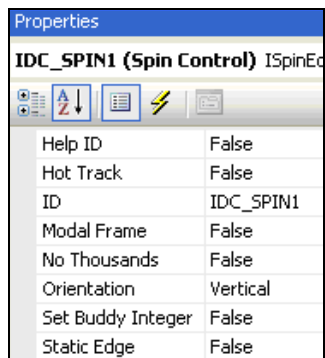 Properties
IDC_SPIN1 (Spin Control) ISpinEd
Help ID False
Hot Track False
ID IDC_SPIN1
Modal Frame False
No Thousands False
Orientation Vertical
Set Buddy Integer False
Static Edge False